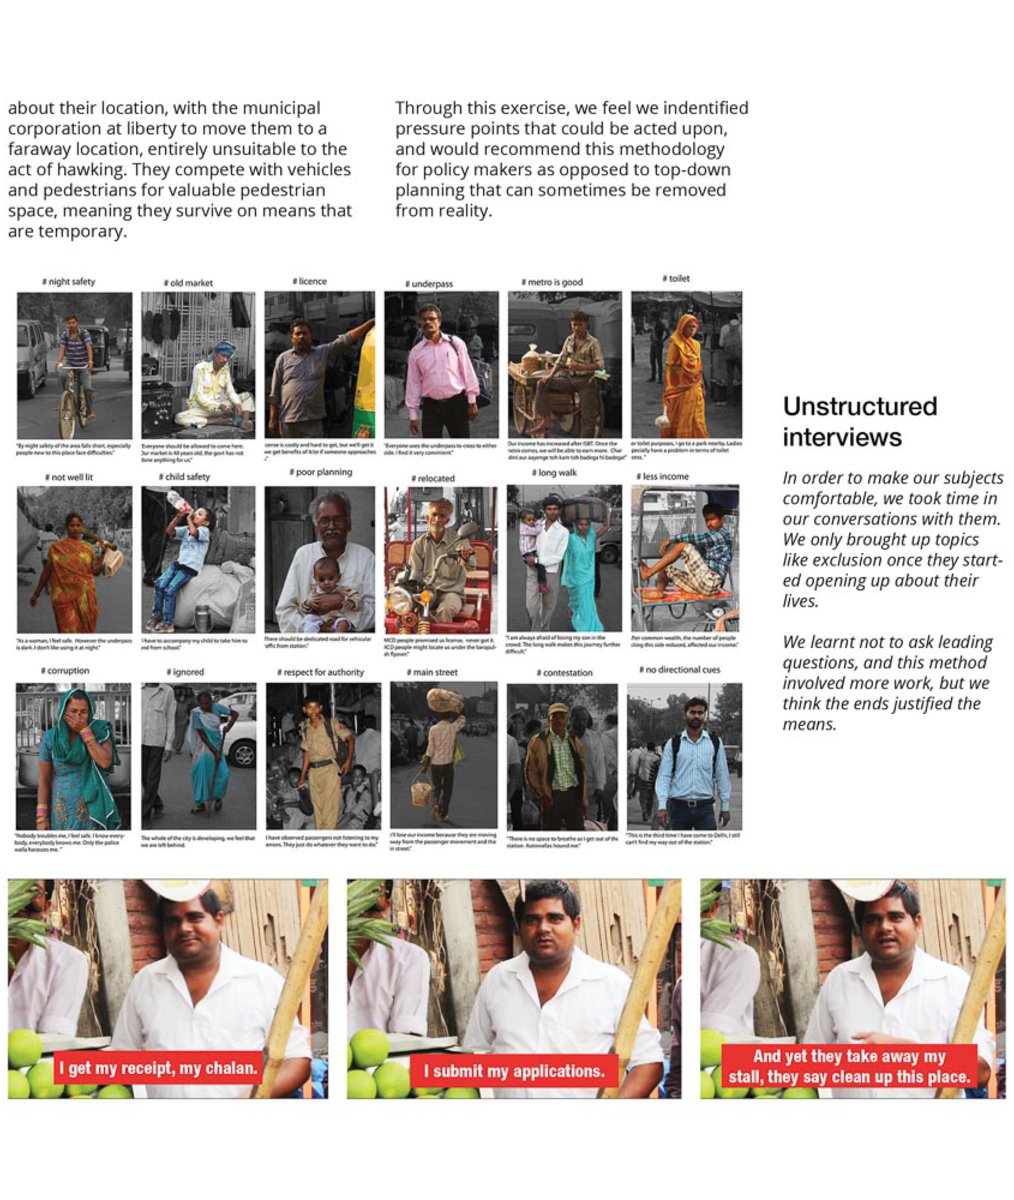 about their location, with the municipal
corporation at liberty to move them to a
faraway location, entirely unsuitable to the
act of hawking. They compete with vehicles
and pedestrians for valuable pedestrian
space, meaning they survive on means that
are temporary.
Through this exercise, we feel we indentified
pressure points that could be acted upon,
and would recommend this methodology
for policy makers as opposed to top-down
planning that can sometimes be removed
from reality.
# night safety
# old market
# licence
# underpass
# metro is good
# toilet
"By night safety of the area falls short, especially
people new to this place face difficulties."
Everyone should be allowed to come here.
Our market is 40 years old, the govt has not
done anything for us."
cense is costly and hard to get, but we'll get it
we get benefits of it/or if someone approaches
"Everyone uses the underpass to cross to either
side. I find it very convinient."
Our income has increased after ISBT. Once the
metro comes, we will be able to earn more. Char
dmi aur aayenge toh kam toh badega hi badega!"
or toilet purposes, I go to a park nearby. Ladies
pecially have a problem in terms of toilet
cess. "
# not well lit
# child safety
# poor planning
# relocated
# long walk
# less income
"As a woman, I feel safe. However the underpass
is dark. I don't like using it at night."
I have to accompany my child to take him to
and from school."
There should be dedicated road for vehicular
affic from station."
MCD people promised us license, never got it.
MCD people might locate us under the barapul-
ah flyover."
"I am always afraid of losing my son in the
crowd. The long walk makes this journey further
difficult."
fter common wealth, the number of people
cling this side reduced, affected our income."
# corruption
# ignored
# respect for authority
# main street
# contestation
# no directional cues
"Nobody troubles me, I feel safe. I know every-
body, everybody knows me. Only the police
walla harasses me. "
The whole of the city is developing, we feel that
we are left behind.
I have observed passengers not listening to my
eniors. They just do whatever they want to do."
I'll lose our income because they are moving
away from the passenger movement and the
in street."
"There is no space to breathe as i get out of the
station. Autowallas hound me."
"This is the third time I have come to Delhi, I still
can't find my way out of the station."
Unstructured
interviews
In order to make our subjects
comfortable, we took time in
our conversations with them.
We only brought up topics
like exclusion once they start-
ed opening up about their
lives.
We learnt not to ask leading
questions, and this method
involved more work, but we
think the ends justified the
means.
I get my receipt, my chalan.
I submit my applications.
And yet they take away my
stall, they say clean up this place.